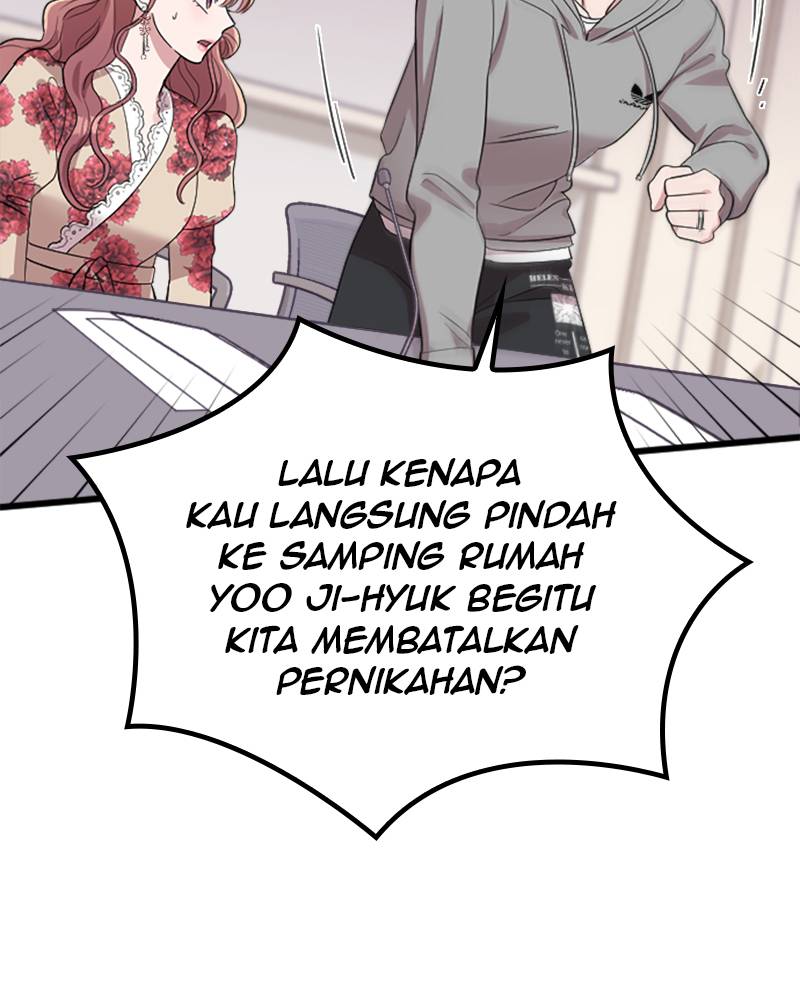 LALU KENAPA
KAU LANGSUNG PINDAH
KE SAMPING RUMAH
YOO JI-HYUK BEGITU
KITA MEMBATALKAN
PERNIKAHAN?